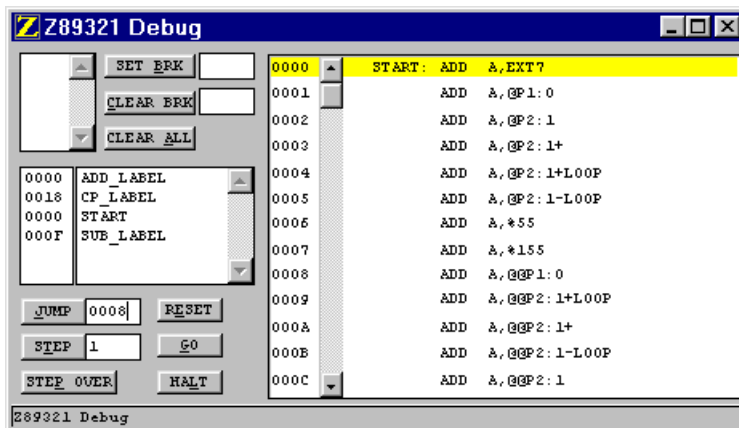 Z89321 Debug
SET BRK
CLEAR BRK
CLEAR ALL
0000 ADD_LABEL
0018 CP_LABEL
0000 START
000F SUB_LABEL
JUMP 0008 RESET
STEP 1 GO
STEP OVER HALT
0000 START: ADD A,EXT7
0001 ADD A,@P1:0
0002 ADD A,@P2:1
0003 ADD A,@P2:1+
0004 ADD A,@P2:1+LOOP
0005 ADD A,@P2:1-LOOP
0006 ADD A,%55
0007 ADD A,%155
0008 ADD A,@@P1:0
0009 ADD A,@@P2:1+LOOP
000A ADD A,@@P2:1+
000B ADD A,@@P2:1-LOOP
000C ADD A,@@P2:1
Z89321 Debug